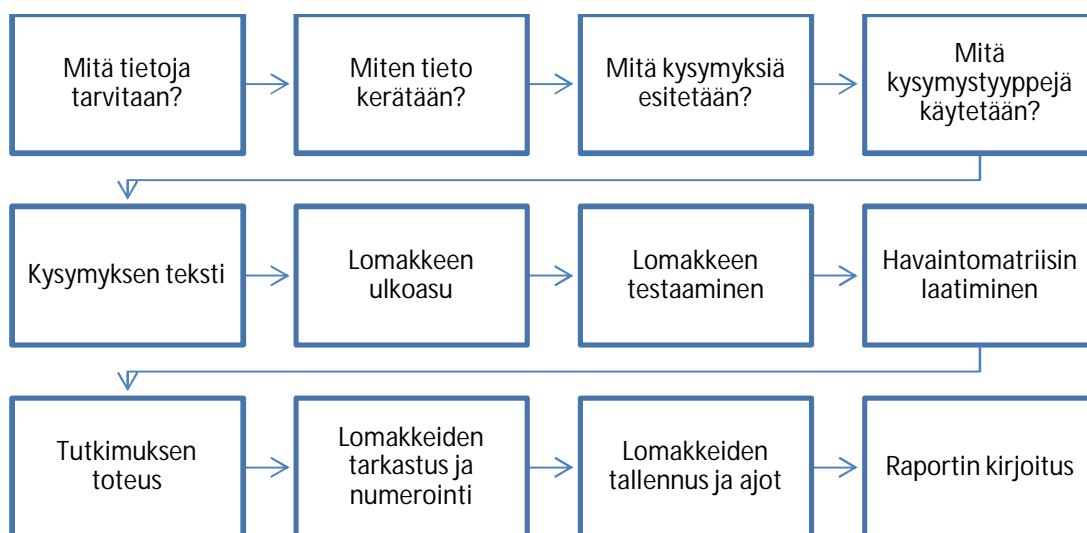 Mitä tietoja
tarvitaan?
Miten tieto
kerätään?
Mitä kysymyksiä
esitetään?
Mitä
kysymystyyppejä
käytetään?
Kysymyksen teksti
Lomakkeen
ulkoasu
Lomakkeen
testaaminen
Havaintomatriisin
laatiminen
Tutkimuksen
toteus
Lomakkeiden
tarkastus ja
numerointi
Lomakkeiden
tallennus ja ajot
Raportin kirjoitus